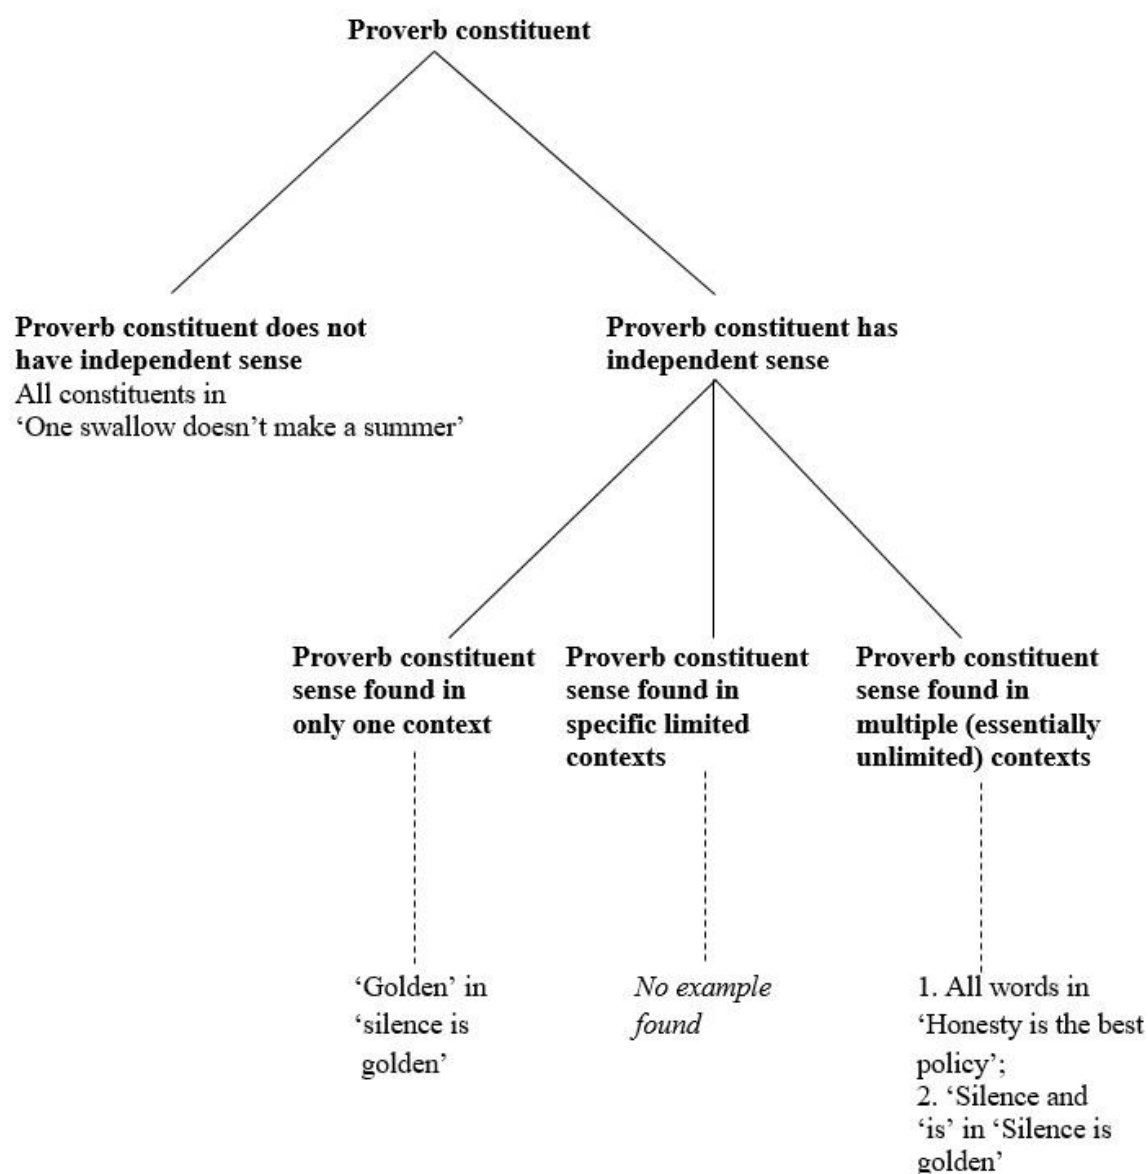 Proverb constituent
Proverb constituent does not
have independent sense
All constituents in
‘One swallow doesn’t make a summer’
Proverb constituent has
independent sense
Proverb constituent
sense found in
only one context
Proverb constituent
sense found in
specific limited
contexts
Proverb constituent
sense found in
multiple (essentially
unlimited) contexts
‘Golden’ in
‘silence is
golden’
No example
found
1. All words in
‘Honesty is the best
policy’;
2. ‘Silence and
‘is’ in ‘Silence is
golden’